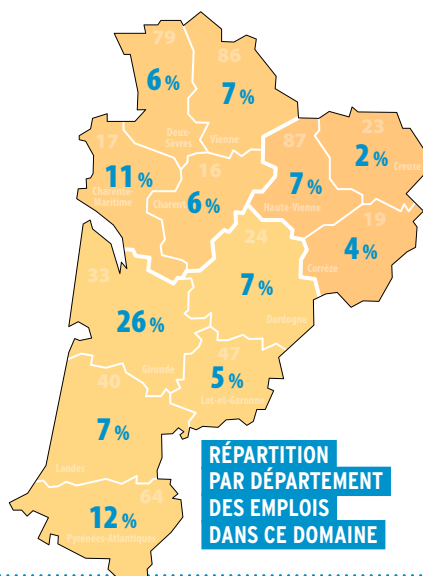 79
86
6 %
7 %
Deux-
Sèvres
Vienne
17
87
23
11 %
16
2 %
Creuse
Charente-
Maritime
Charente
6 %
7 %
Haute-Vienne
19
24
4 %
Corrèze
33
7 %
26 %
Dordogne
Gironde
47
40
5 %
Lot-et-Garonne
7 %
Landes
RÉPARTITION
PAR DÉPARTEMENT
DES EMPLOIS
DANS CE DOMAINE
64
12 %
Pyrénées-Atlantiques